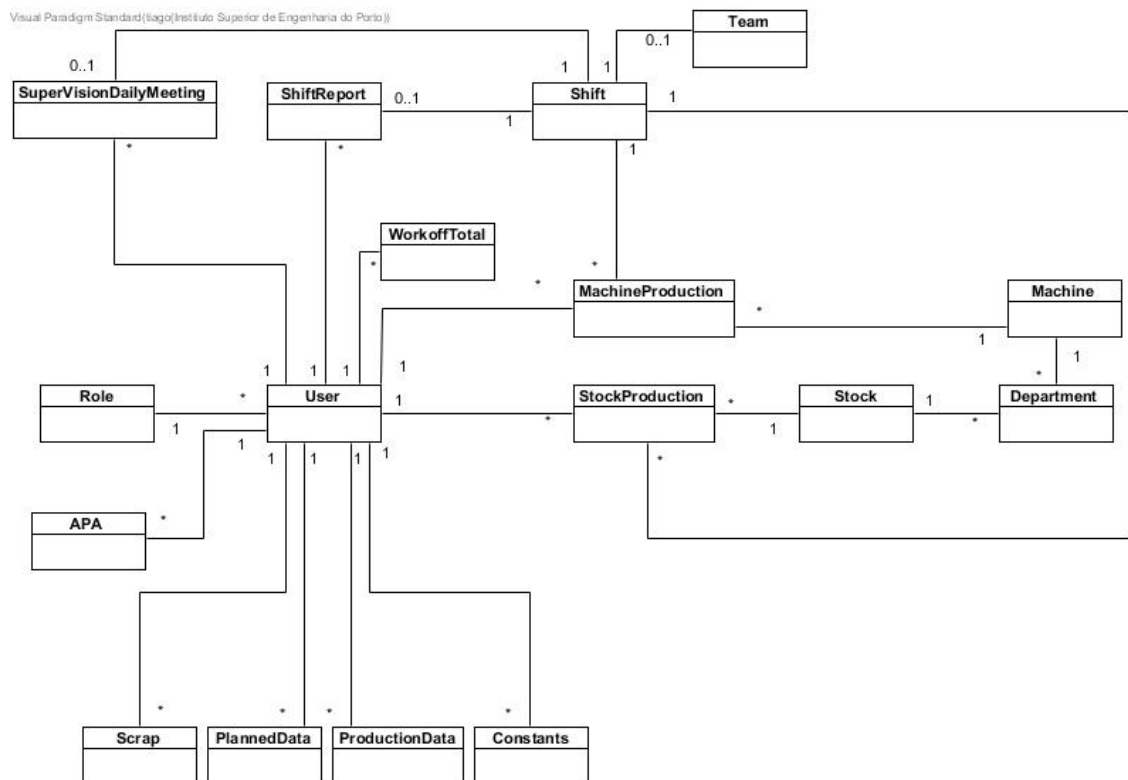 Visual Paradigm Standard(tiago(Instituto Superior de Engenharia do Porto))
Team
0..1
0..1
1
1
SuperVisionDailyMeeting
ShiftReport
0..1
Shift
1
1
*
*
1
WorkoffTotal
*
*
*
MachineProduction
*
Machine
1
1
1
1
1
1
*
Role
*
User
1
StockProduction
*
Stock
1
Department
1
1
*
1
*
1
1
1
1
*
APA
*
*
*
*
*
Scrap
PlannedData
ProductionData
Constants